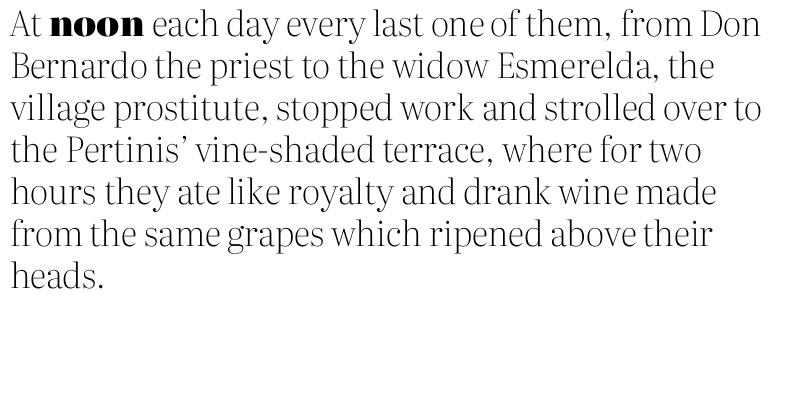 At noon each day every last one of them, from Don
Bernardo the priest to the widow Esmerelda, the
village prostitute, stopped work and strolled over to
the Pertinis’ vine-shaded terrace, where for two
hours they ate like royalty and drank wine made
from the same grapes which ripened above their
heads.